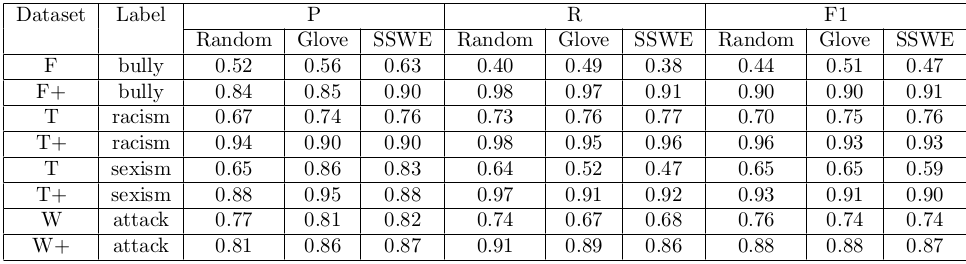 Dataset Label P R F1
Random Glove SSWE Random Glove SSWE Random Glove SSWE
F bully 0.52 0.56 0.63 0.40 0.49 0.38 0.44 0.51 0.47
F+ bully 0.84 0.85 0.90 0.98 0.97 0.91 0.90 0.90 0.91
T racism 0.67 0.74 0.76 0.73 0.76 0.77 0.70 0.75 0.76
T+ racism 0.94 0.90 0.90 0.98 0.95 0.96 0.96 0.93 0.93
T sexism 0.65 0.86 0.83 0.64 0.52 0.47 0.65 0.65 0.59
T+ sexism 0.88 0.95 0.88 0.97 0.91 0.92 0.93 0.91 0.90
W attack 0.77 0.81 0.82 0.74 0.67 0.68 0.76 0.74 0.74
W+ attack 0.81 0.86 0.87 0.91 0.89 0.86 0.88 0.88 0.87